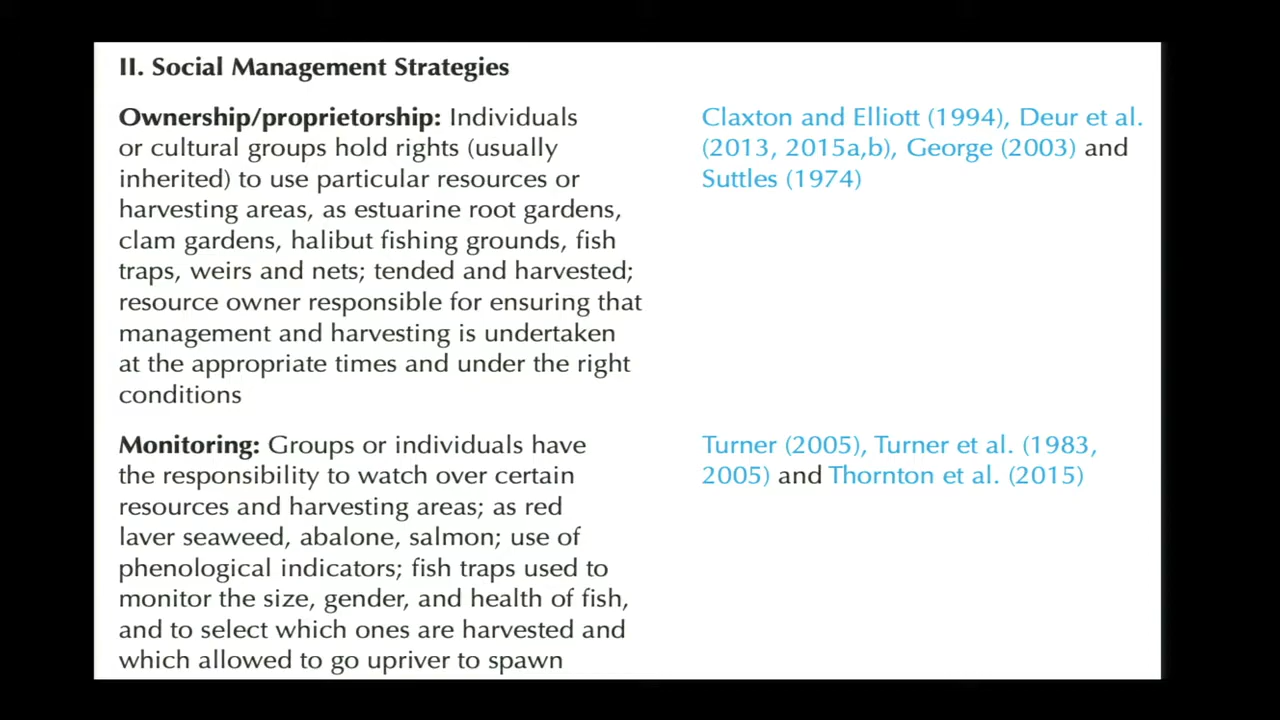 II. Social Management Strategies
Ownership/proprietorship: Individuals
or cultural groups hold rights (usually
inherited) to use particular resources or
harvesting areas, as estuarine root gardens,
clam gardens, halibut fishing grounds, fish
traps, weirs and nets; tended and harvested;
resource owner responsible for ensuring that
management and harvesting is undertaken
at the appropriate times and under the right
conditions
Claxton and Elliott (1994), Deur et al.
(2013, 2015a,b), George (2003) and
Suttles (1974)
Monitoring: Groups or individuals have
the responsibility to watch over certain
resources and harvesting areas; as red
laver seaweed, abalone, salmon; use of
phenological indicators; fish traps used to
monitor the size, gender, and health of fish,
and to select which ones are harvested and
which allowed to go upriver to spawn
Turner (2005), Turner et al. (1983,
2005) and Thornton et al. (2015)